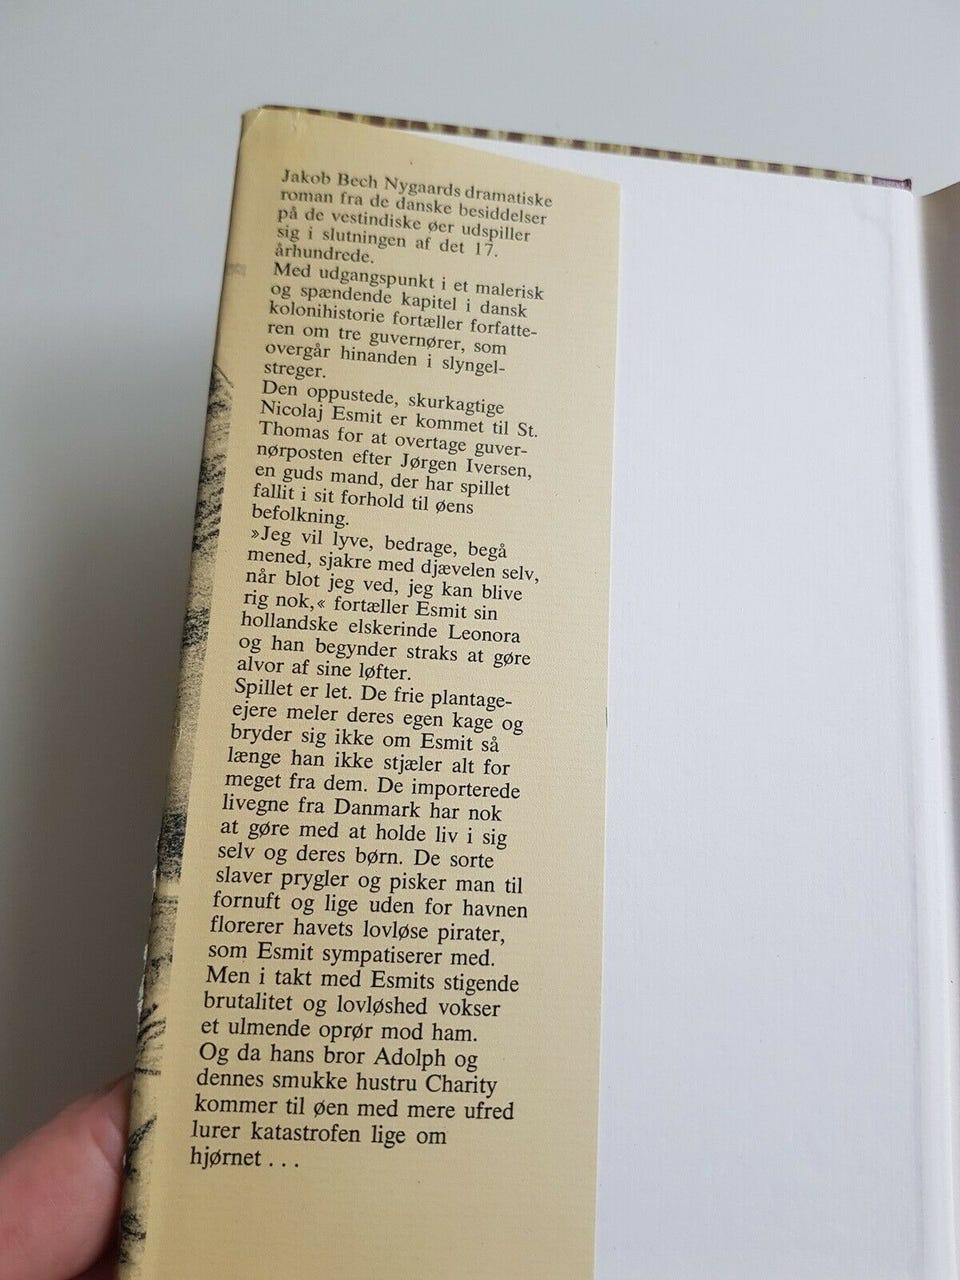 Jakob Bech Nygaards dramatiske
roman fra de danske besiddelser
på de vestindiske øer udspiller
sig i slutningen af det 17.
århundrede.
Med udgangspunkt i et malerisk
og spændende kapitel i dansk
kolonihistorie fortæller forfatte-
ren om tre guvernører, som
overgår hinanden i slyngel-
streger.
Den oppustede, skurkagtige
Nicolaj Esmit er kommet til St.
Thomas for at overtage guver-
nørposten efter Jørgen Iversen,
en guds mand, der har spillet
fallit i sit forhold til øens
befolkning.
»Jeg vil lyve, bedrage, begå
mened, sjakre med djævelen selv,
når blot jeg ved, jeg kan blive
rig nok,« fortæller Esmit sin
hollandske elskerinde Leonora
og han begynder straks at gøre
alvor af sine løfter.
Spillet er let. De frie plantage-
ejere meler deres egen kage og
bryder sig ikke om Esmit så
længe han ikke stjæler alt for
meget fra dem. De importerede
livegne fra Danmark har nok
at gøre med at holde liv i sig
selv og deres børn. De sorte
slaver prygler og pisker man til
fornuft og lige uden for havnen
florerer havets lovløse pirater,
som Esmit sympatiserer med.
Men i takt med Esmits stigende
brutalitet og lovløshed vokser
et ulmende oprør mod ham.
Og da hans bror Adolph og
dennes smukke hustru Charity
kommer til øen med mere ufred
lurer katastrofen lige om
hjørnet . . .